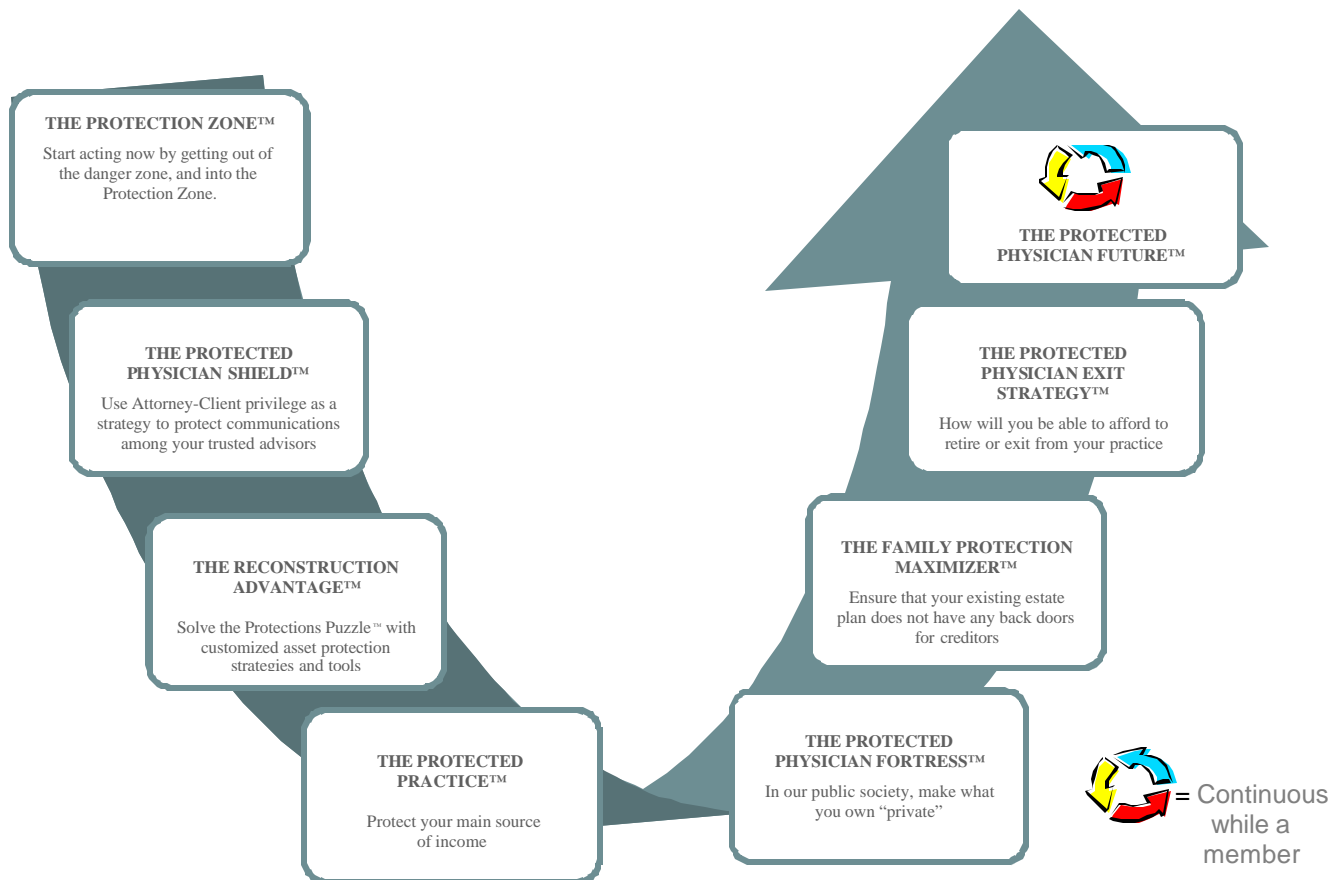 THE PROTECTION ZONE™
Start acting now by getting out of
the danger zone, and into the
Protection Zone.
THE PROTECTED
PHYSICIAN SHIELD™
Use Attorney-Client privilege as a
strategy to protect communications
among your trusted advisors
THE RECONSTRUCTION
ADVANTAGE™
Solve the Protections Puzzle™ with
customized asset protection
strategies and tools
THE PROTECTED
PRACTICE™
Protect your main source
of income
THE PROTECTED
PHYSICIAN FORTRESS™
In our public society, make what
you own “private”
THE FAMILY PROTECTION
MAXIMIZER™
Ensure that your existing estate
plan does not have any back doors
for creditors
THE PROTECTED
PHYSICIAN EXIT
STRATEGY™
How will you be able to afford to
retire or exit from your practice
THE PROTECTED
PHYSICIAN FUTURE™
= Continuous
while a
member